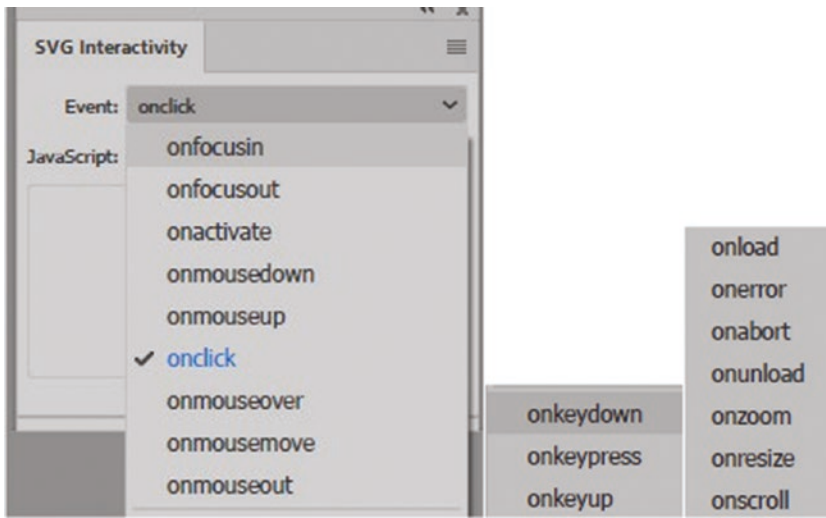 SVG Interactivity
Event: onclick
JavaScript:
onfocusin
onfocusout
onactivate
onmousedown
onmouseup
onclick
onmouseover
onmousemove
onmouseout
onkeydown
onkeypress
onkeyup
onload
onerror
onabort
onunload
onzoom
onresize
onscroll